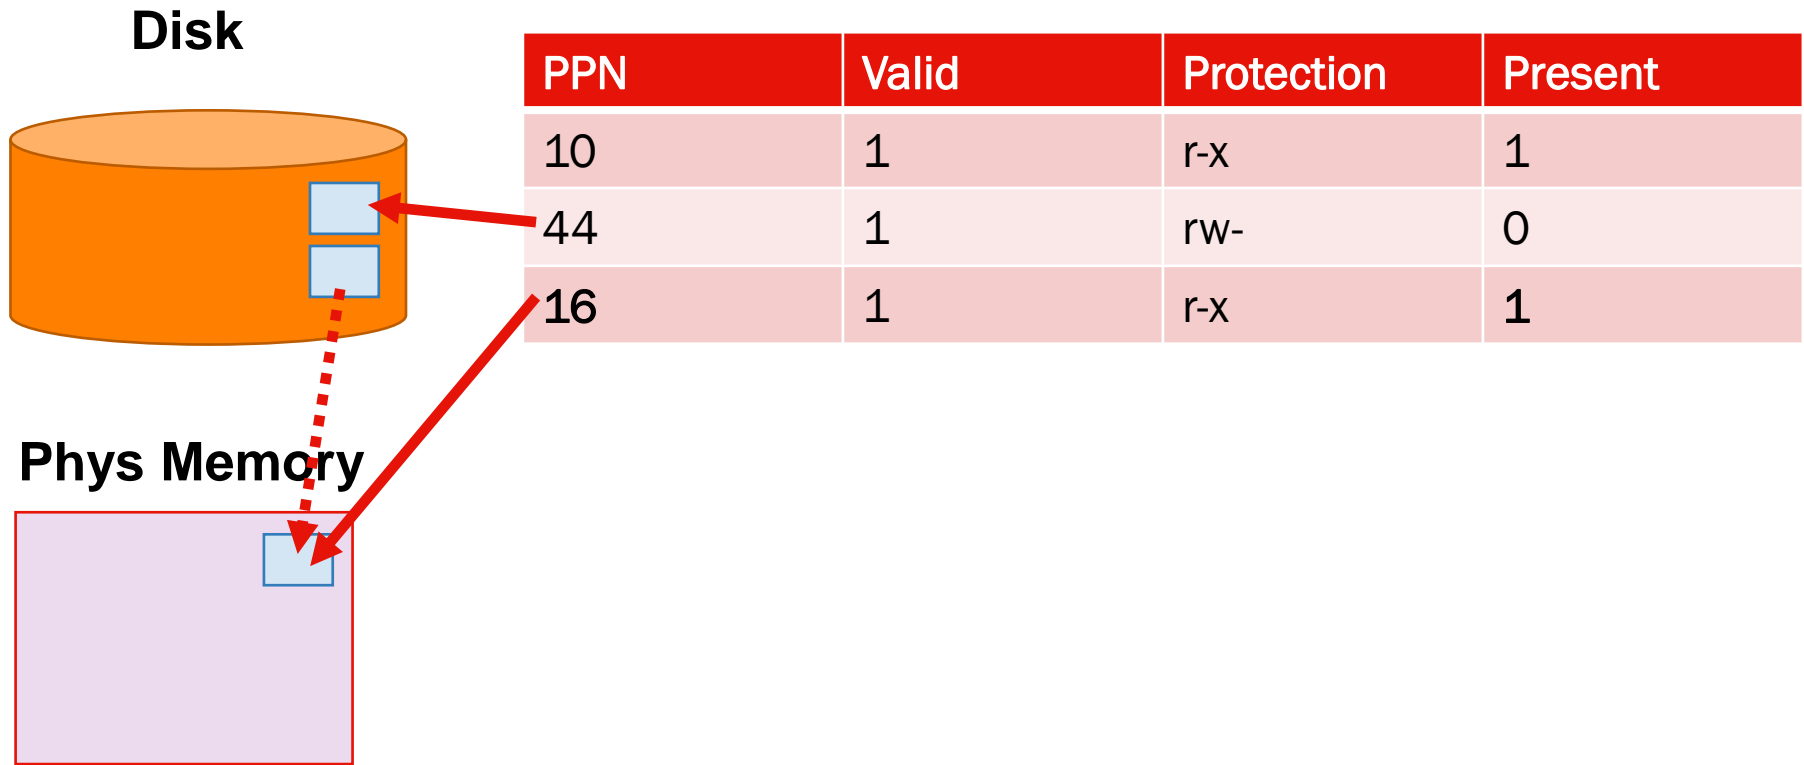 Disk
PPN Valid Protection Present
10 1 r-x 1
44 1 rw- 0
16 1 r-x 1
Phys Memory